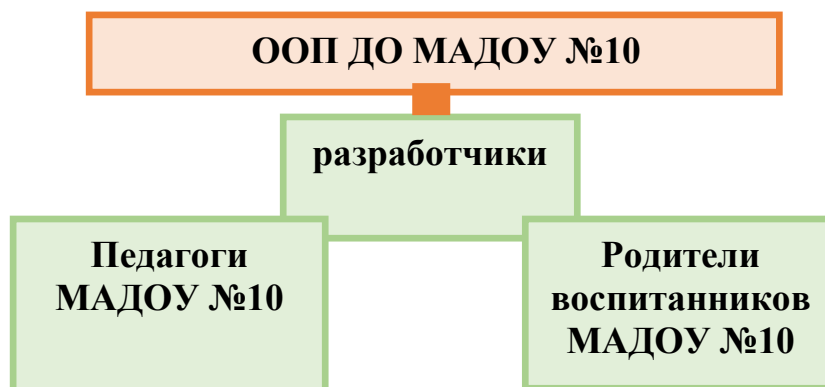 ООП ДО МАДОУ №10
разработчики
Педагоги
МАДОУ №10
Родители
воспитанников
МАДОУ №10